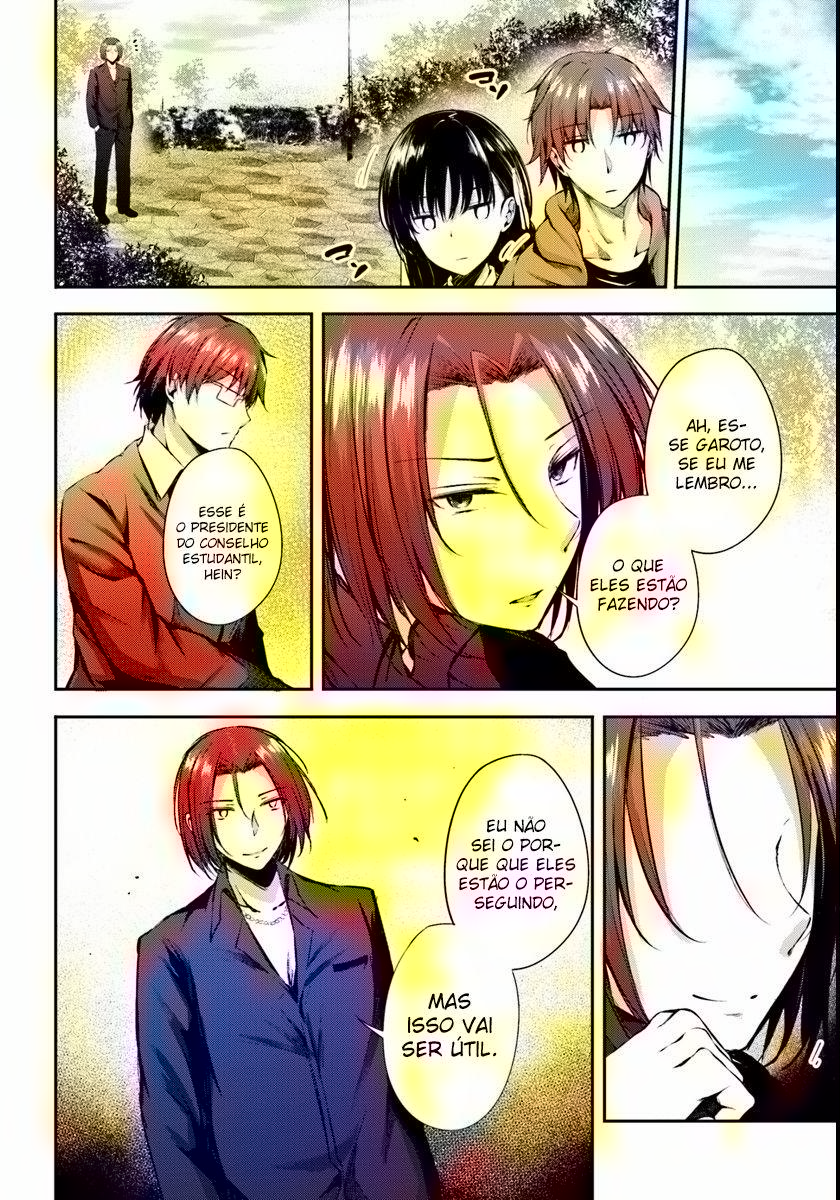 AH, ES-
SE GAROTO,
SE EU ME
LEMBRO...
O QUE
ELES ESTÃO
FAZENDO?
ESSE É
O PRESIDENTE
DO CONSELHO
ESTUDANTIL,
HEIN?
EU NÃO
SEI O POR-
QUE QUE ELES
ESTÃO O PER-
SEGUINDO,
MAS
ISSO VAI
SER ÚTIL.